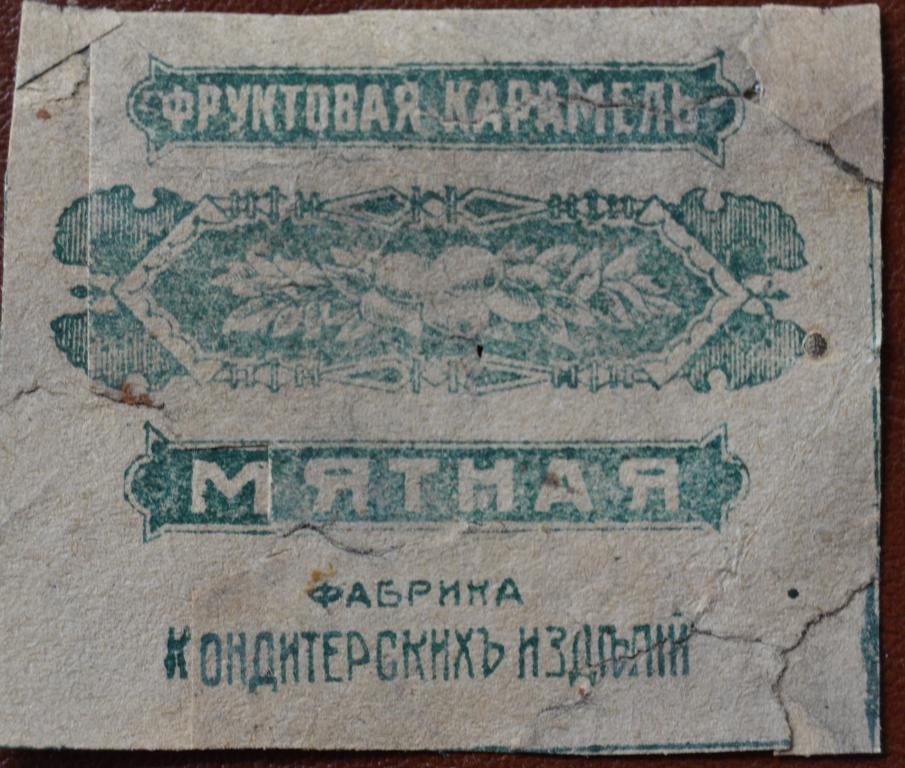 ФРУКТОВАЯ КАРАМЕЛЬ
МЯТНАЯ
ФАБРИКА
КОНДИТЕРСКИХЪ ИЗДѢЛІЙ